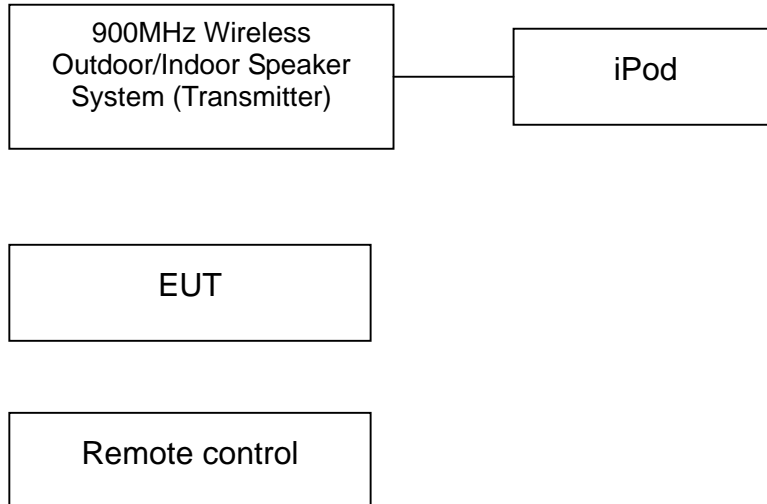 900MHz Wireless
Outdoor/Indoor Speaker
System (Transmitter)
iPod
EUT
Remote control